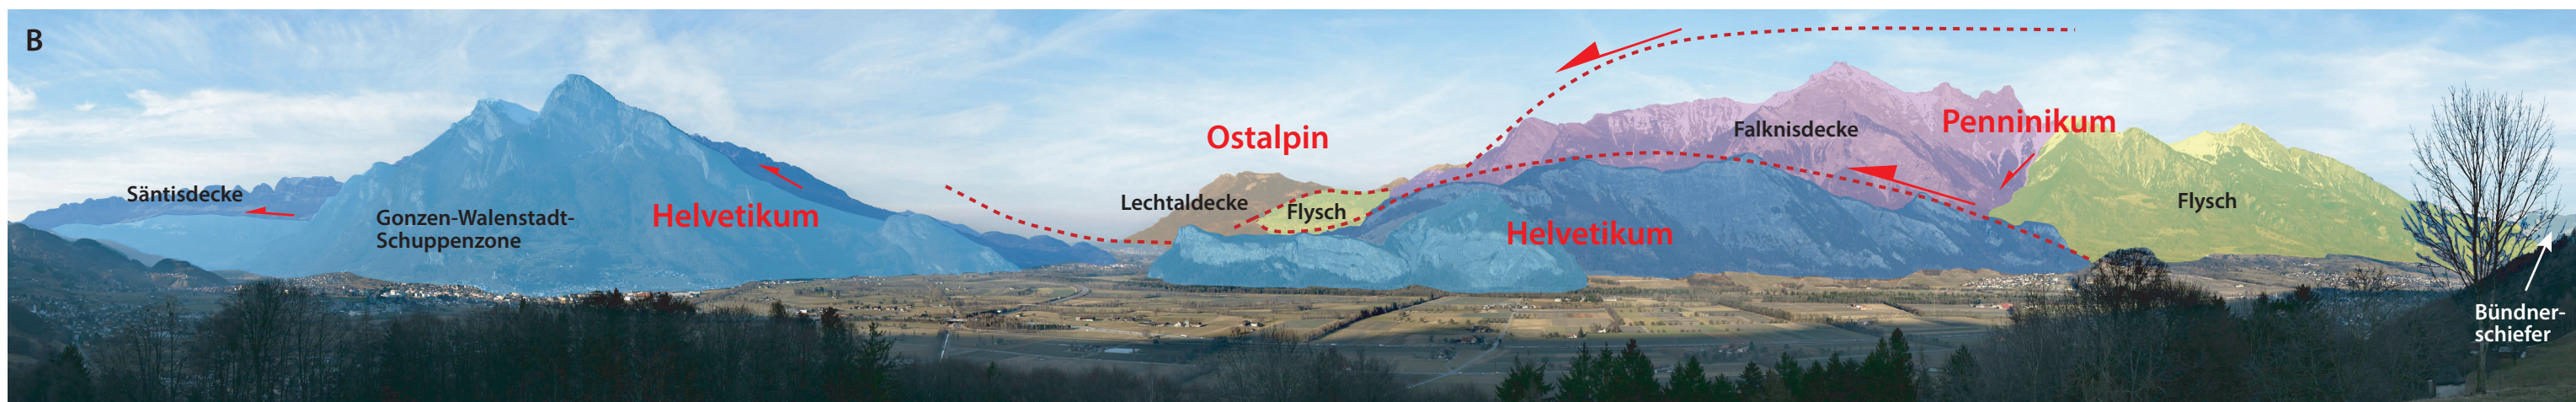 B
Säntisdecke
Gonzen-Walenstadt-
Schuppenzone
Helvetikum
Ostalpin
Lechtaldecke
Flysch
Falknisdecke
Penninikum
Helvetikum
Flysch
Bündner-
schiefer